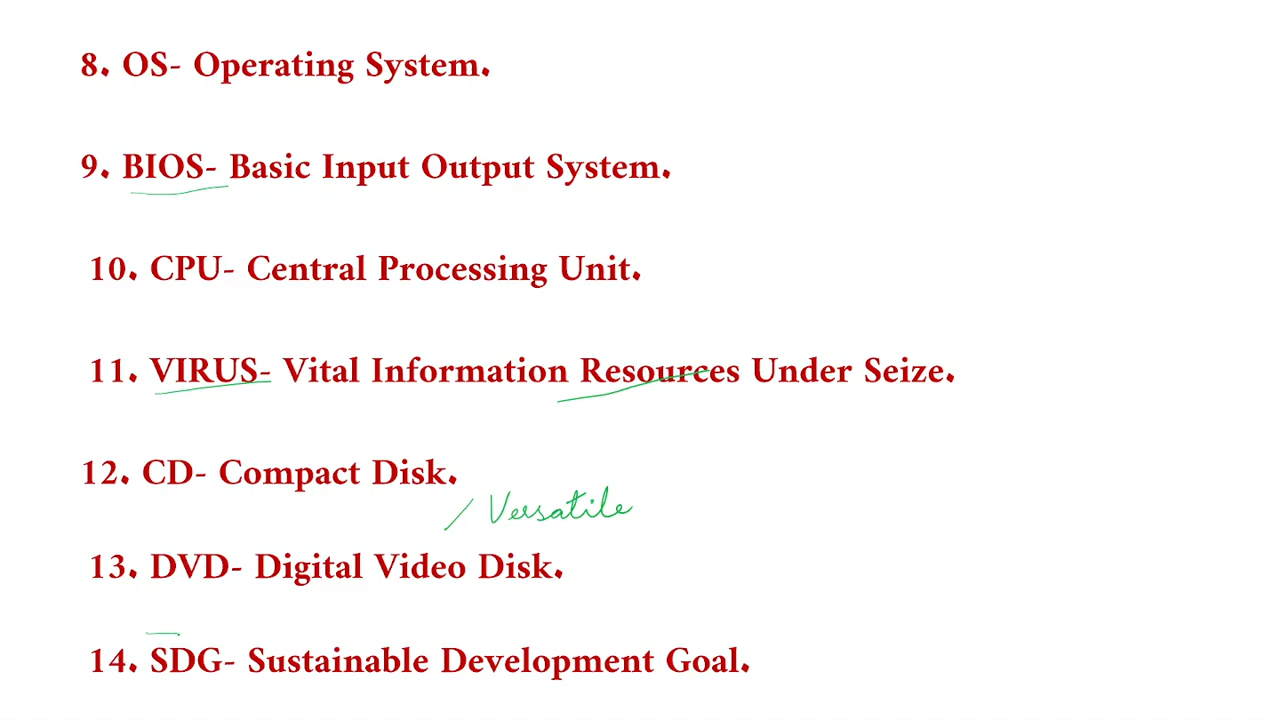 8. OS- Operating System.
9. BIOS- Basic Input Output System.
10. CPU- Central Processing Unit.
11. VIRUS- Vital Information Resources Under Seize.
12. CD- Compact Disk.
/ Versatile
13. DVD- Digital Video Disk.
14. SDG- Sustainable Development Goal.